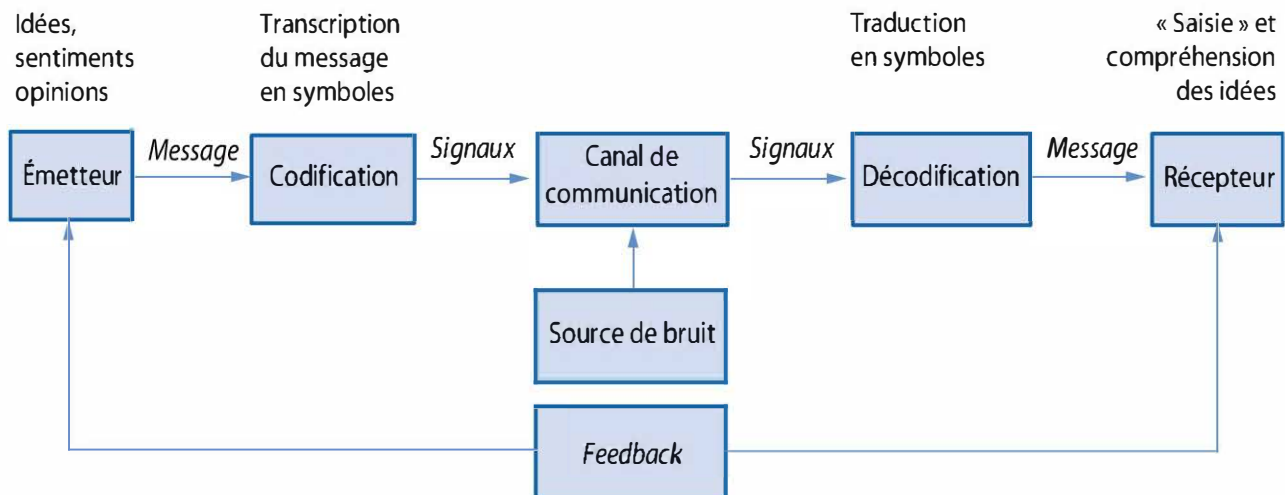 Idées,
sentiments
opinions
Transcription
du message
en symboles
Traduction
en symboles
« Saisie » et
compréhension
des idées
Émetteur
Message
Codification
Signaux
Canal de
communication
Signaux
Décodification
Message
Récepteur
Source de bruit
Feedback